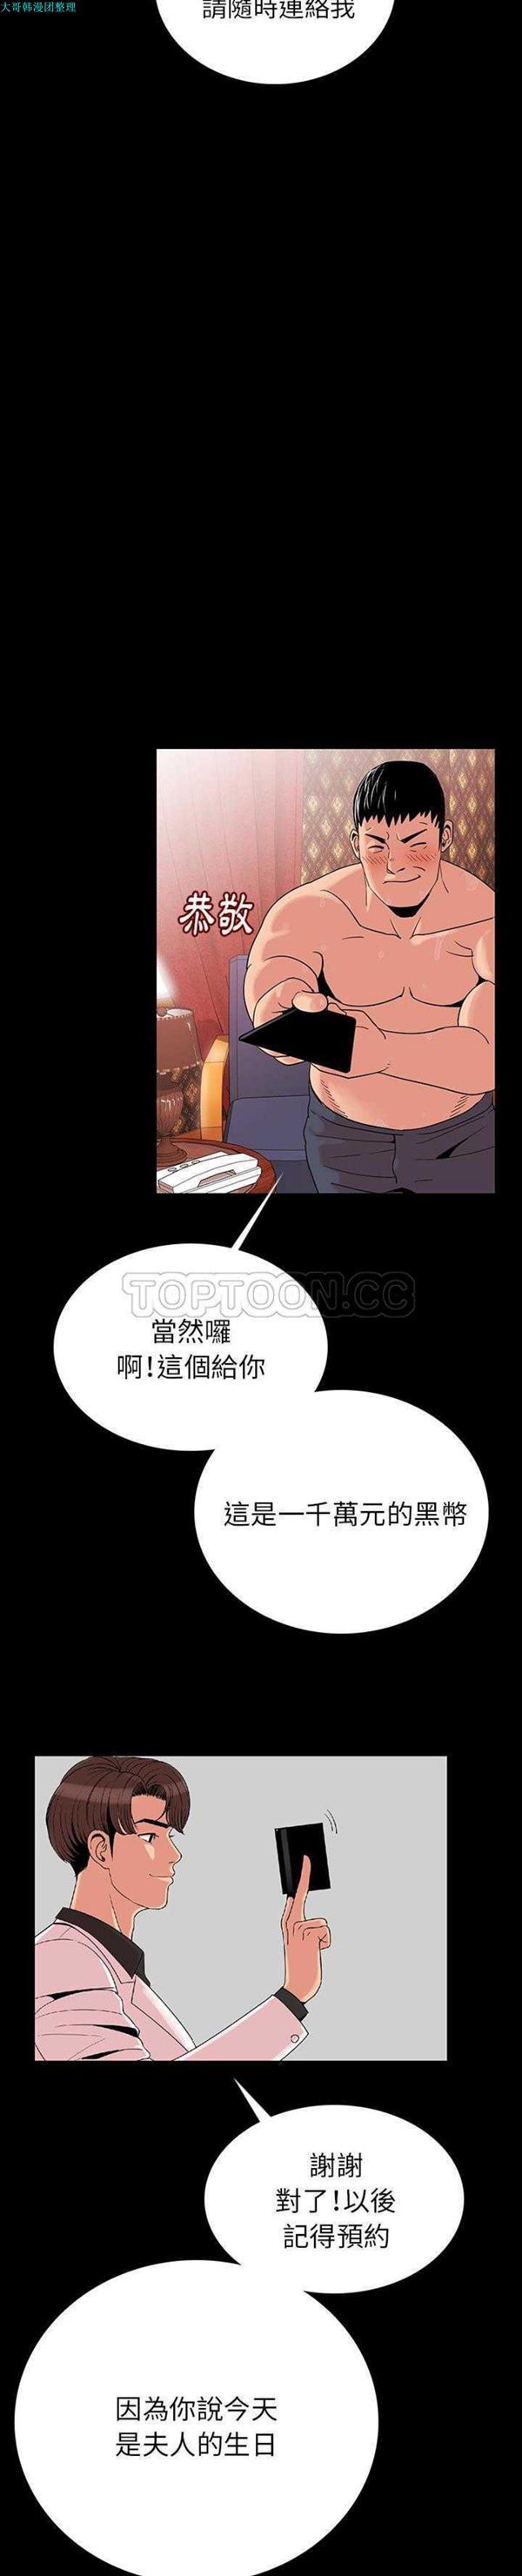 大哥韩漫团整理
請隨時連絡我
恭敬
TOPTOON.CC
當然囉
啊!這個給你
這是一千萬元的黑幣
謝謝
對了!以後
記得預約
因為你說今天
是夫人的生日